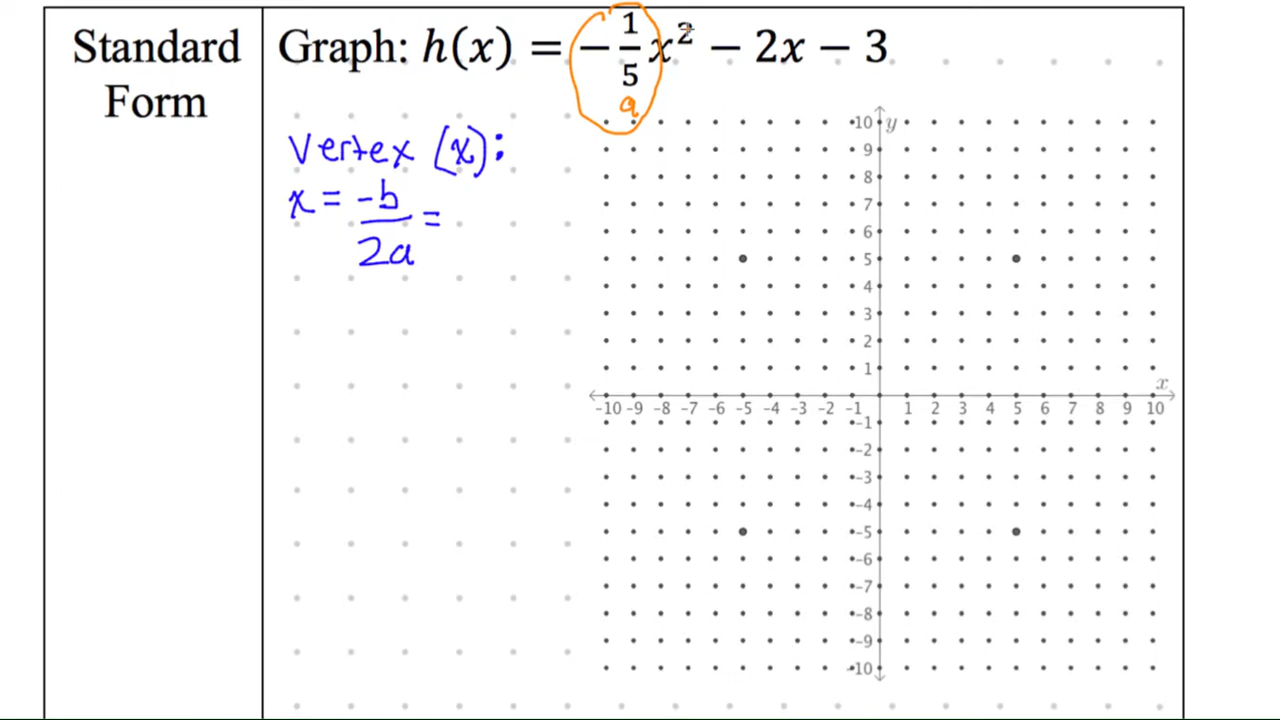 Standard
Form
Graph: h(x) = −1/5x² − 2x − 3
a
Vertex (x):
x = -b/2a =
y
10
9
8
7
6
5
4
3
2
1
x
-10 -9 -8 -7 -6 -5 -4 -3 -2 -1 1 2 3 4 5 6 7 8 9 10
-1
-2
-3
-4
-5
-6
-7
-8
-9
-10